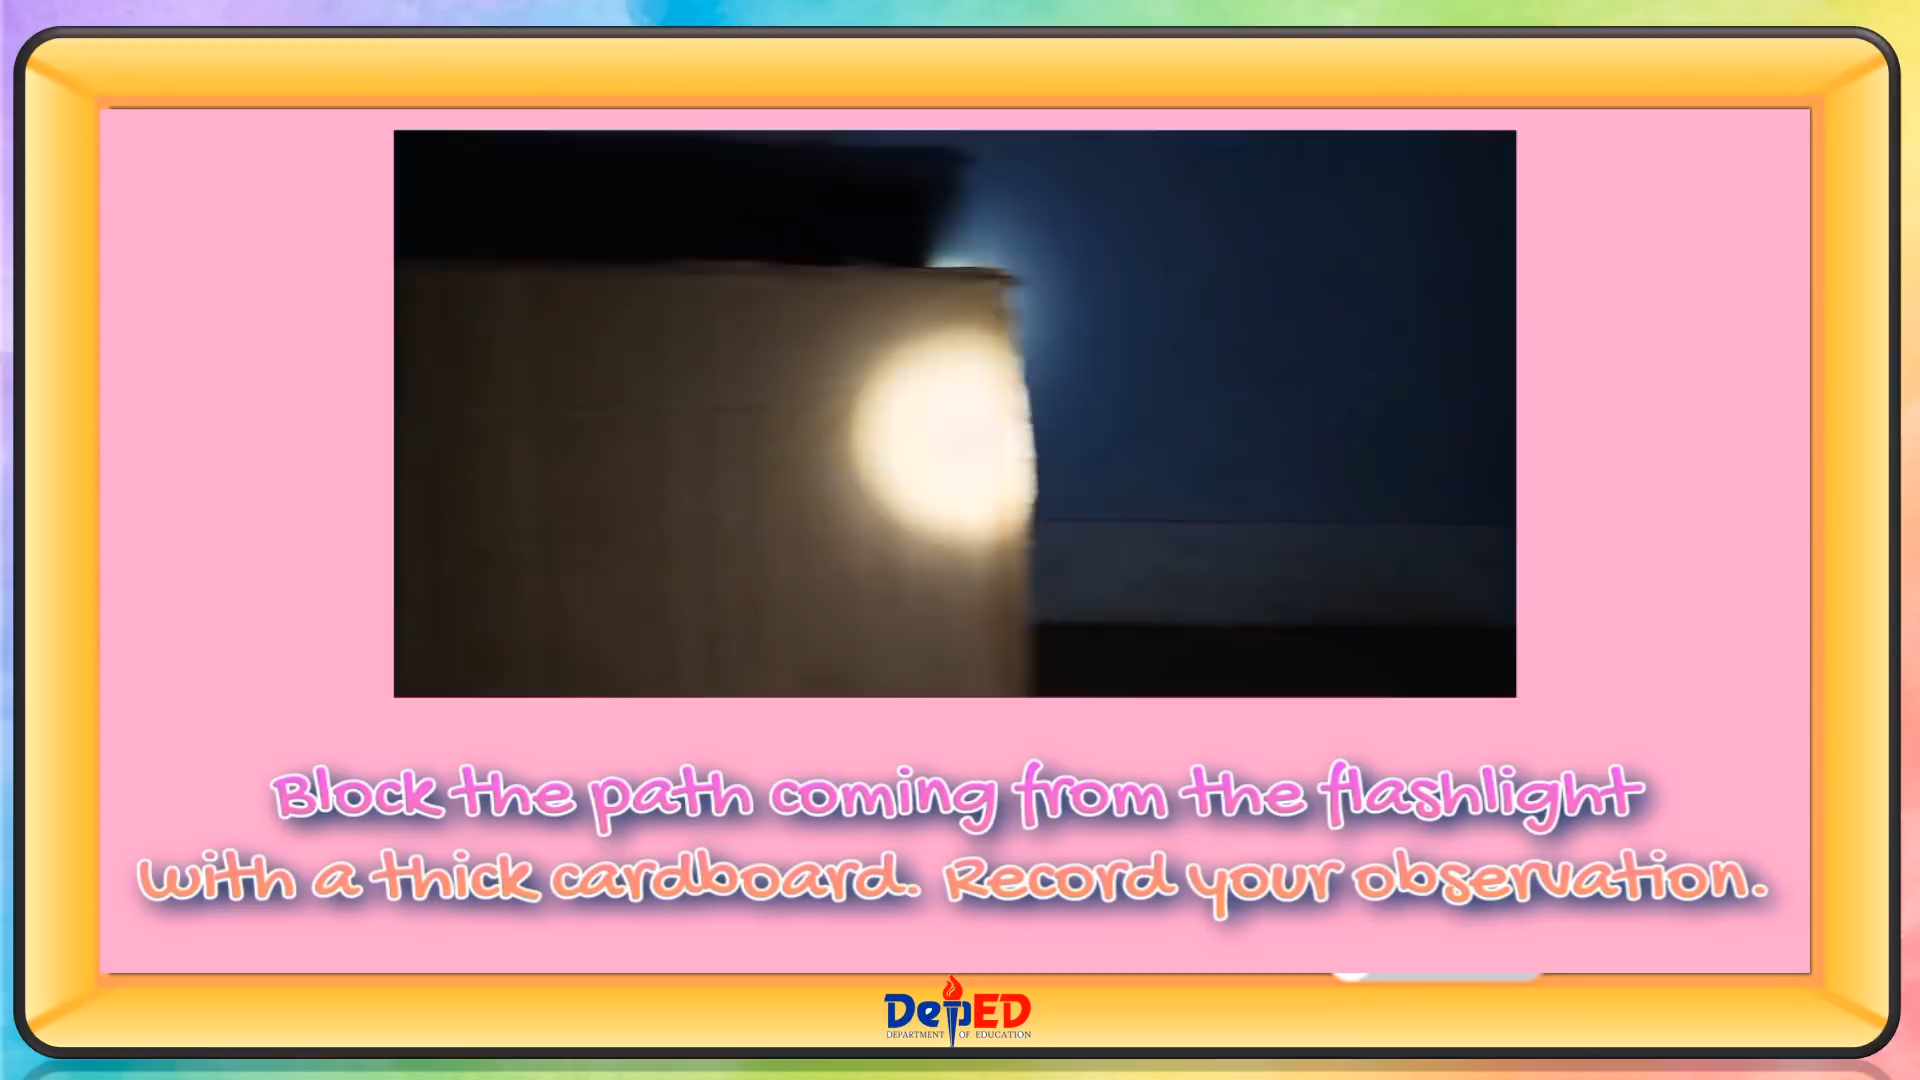 Block the path coming from the flashlight
with a thick cardboard. Record your observation.
DepED
DEPARTMENT OF EDUCATION